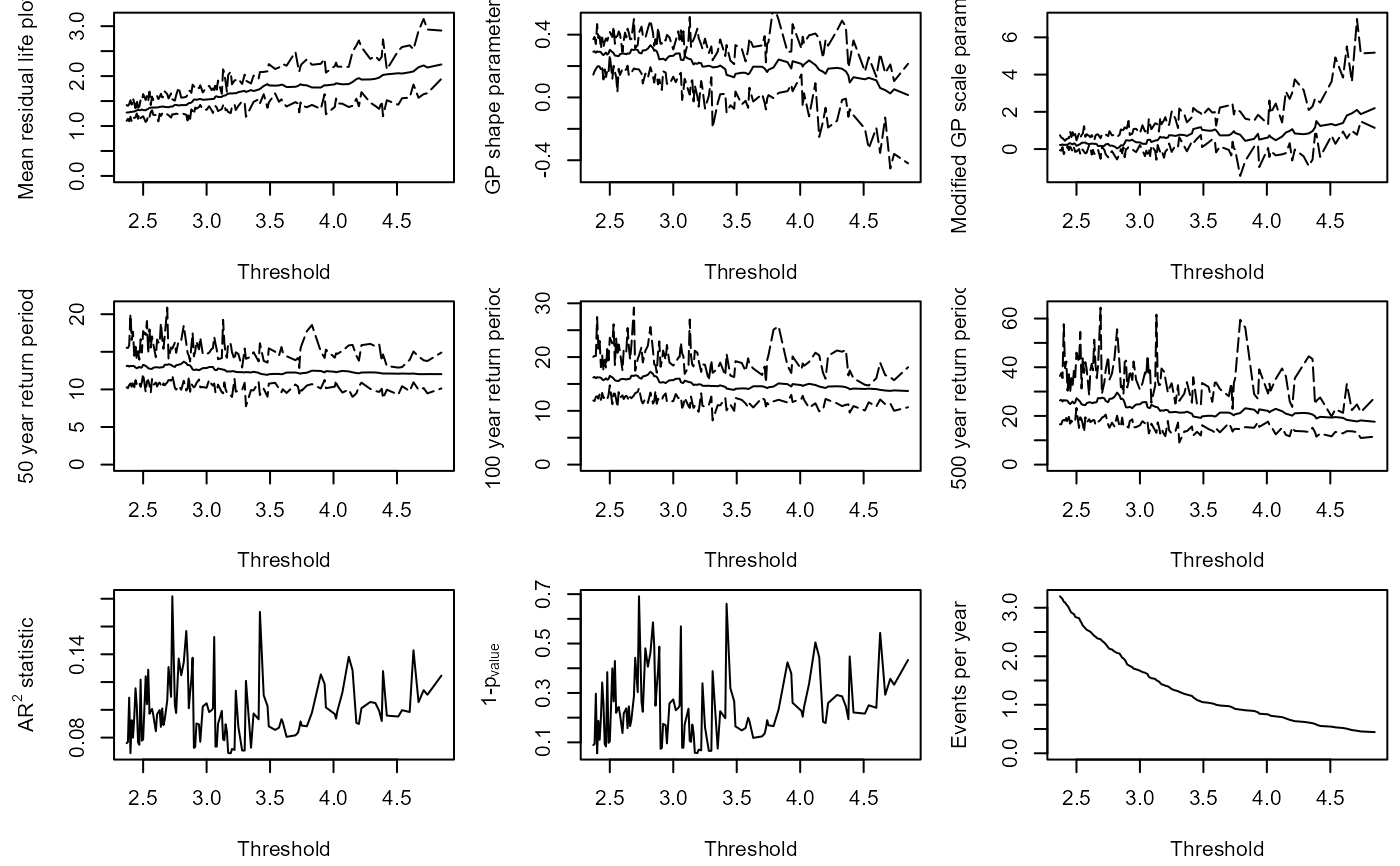 Mean residual life plo
3.0
2.0
1.0
0.0
2.5 3.0 3.5 4.0 4.5
Threshold
GP shape parameter
0.4
0.0
-0.4
2.5 3.0 3.5 4.0 4.5
Threshold
Modified GP scale param
6
4
2
0
2.5 3.0 3.5 4.0 4.5
Threshold
50 year return period
20
10
5
0
2.5 3.0 3.5 4.0 4.5
Threshold
100 year return period
30
20
10
0
2.5 3.0 3.5 4.0 4.5
Threshold
500 year return period
60
40
20
0
2.5 3.0 3.5 4.0 4.5
Threshold
AR² statistic
0.14
0.08
2.5 3.0 3.5 4.0 4.5
Threshold
1-pvalue
0.7
0.5
0.3
0.1
2.5 3.0 3.5 4.0 4.5
Threshold
Events per year
3.0
2.0
1.0
0.0
2.5 3.0 3.5 4.0 4.5
Threshold